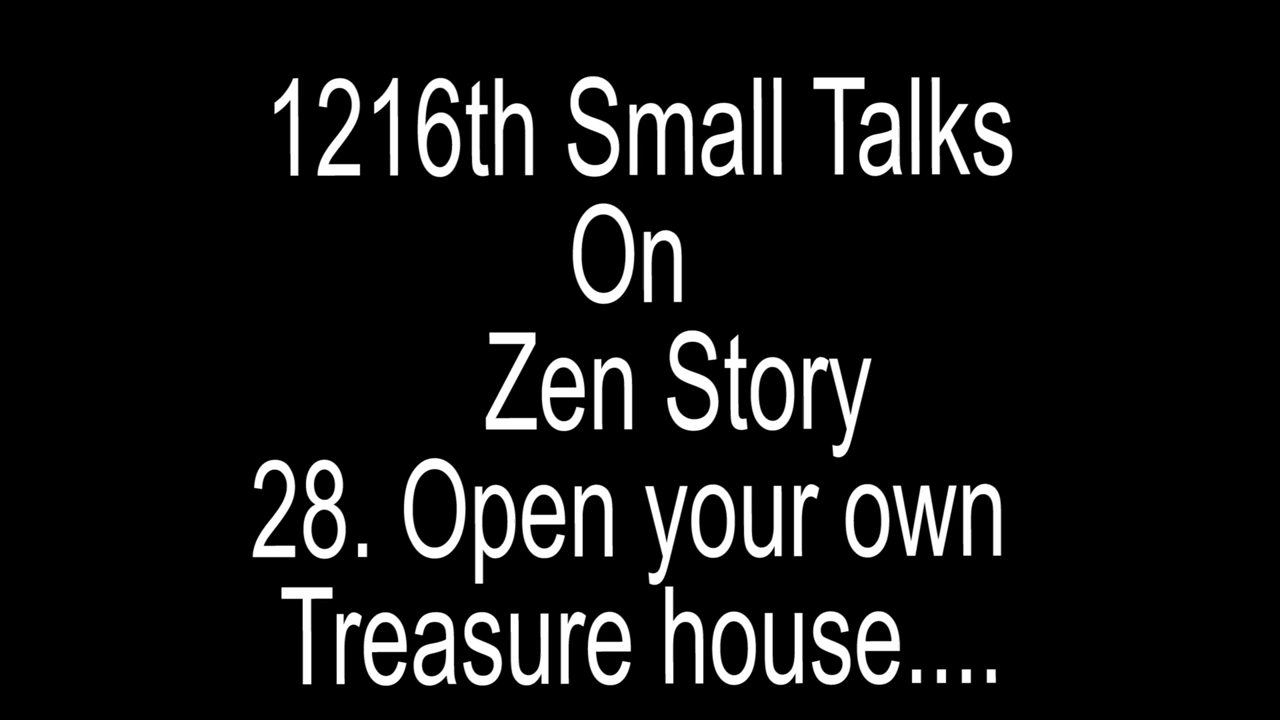 1216th Small Talks
On
Zen Story
28. Open your own
Treasure house....